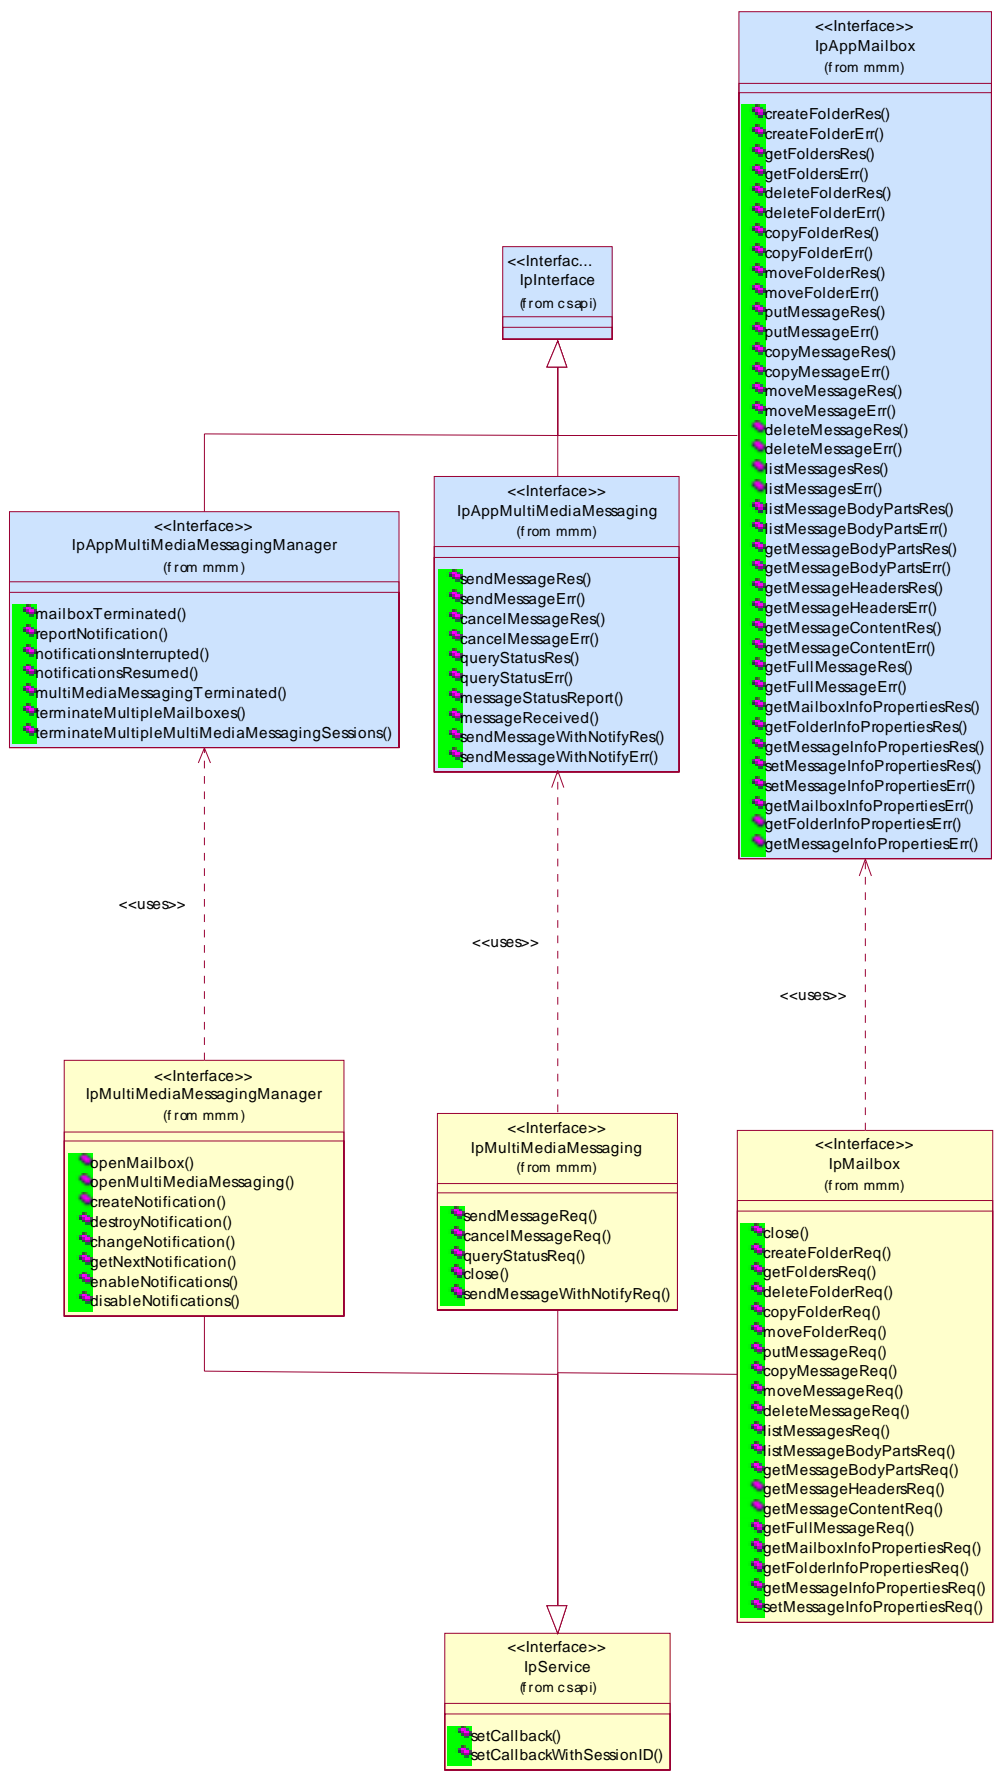 <<Interface>>
IpAppMailbox
(from mmm)
createFolderRes()
createFolderErr()
getFoldersRes()
getFoldersErr()
deleteFolderRes()
deleteFolderErr()
copyFolderRes()
copyFolderErr()
moveFolderRes()
moveFolderErr()
putMessageRes()
putMessageErr()
copyMessageRes()
copyMessageErr()
moveMessageRes()
moveMessageErr()
deleteMessageRes()
deleteMessageErr()
listMessagesRes()
listMessagesErr()
listMessageBodyPartsRes()
listMessageBodyPartsErr()
getMessageBodyPartsRes()
getMessageBodyPartsErr()
getMessageHeadersRes()
getMessageHeadersErr()
getMessageContentRes()
getMessageContentErr()
getFullMessageRes()
getFullMessageErr()
getMailboxInfoPropertiesRes()
getFolderInfoPropertiesRes()
getMessageInfoPropertiesRes()
setMessageInfoPropertiesRes()
setMessageInfoPropertiesErr()
getMailboxInfoPropertiesErr()
getFolderInfoPropertiesErr()
getMessageInfoPropertiesErr()
<<Interfac...
IpInterface
(from csapi)
<<Interface>>
IpAppMultiMediaMessagingManager
(from mmm)
mailboxTerminated()
reportNotification()
notificationsInterrupted()
notificationsResumed()
multiMediaMessagingTerminated()
terminateMultipleMailboxes()
terminateMultipleMultiMediaMessagingSessions()
<<Interface>>
IpAppMultiMediaMessaging
(from mmm)
sendMessageRes()
sendMessageErr()
cancelMessageRes()
cancelMessageErr()
queryStatusRes()
queryStatusErr()
messageStatusReport()
messageReceived()
sendMessageWithNotifyRes()
sendMessageWithNotifyErr()
<<uses>>
<<uses>>
<<uses>>
<<Interface>>
IpMultiMediaMessagingManager
(from mmm)
openMailbox()
openMultiMediaMessaging()
createNotification()
destroyNotification()
changeNotification()
getNextNotification()
enableNotifications()
disableNotifications()
<<Interface>>
IpMultiMediaMessaging
(from mmm)
sendMessageReq()
cancelMessageReq()
queryStatusReq()
close()
sendMessageWithNotifyReq()
<<Interface>>
IpMailbox
(from mmm)
close()
createFolderReq()
getFoldersReq()
deleteFolderReq()
copyFolderReq()
moveFolderReq()
putMessageReq()
copyMessageReq()
moveMessageReq()
deleteMessageReq()
listMessagesReq()
listMessageBodyPartsReq()
getMessageBodyPartsReq()
getMessageHeadersReq()
getMessageContentReq()
getFullMessageReq()
getMailboxInfoPropertiesReq()
getFolderInfoPropertiesReq()
getMessageInfoPropertiesReq()
setMessageInfoPropertiesReq()
<<Interface>>
IpService
(from csapi)
setCallback()
setCallbackWithSessionID()